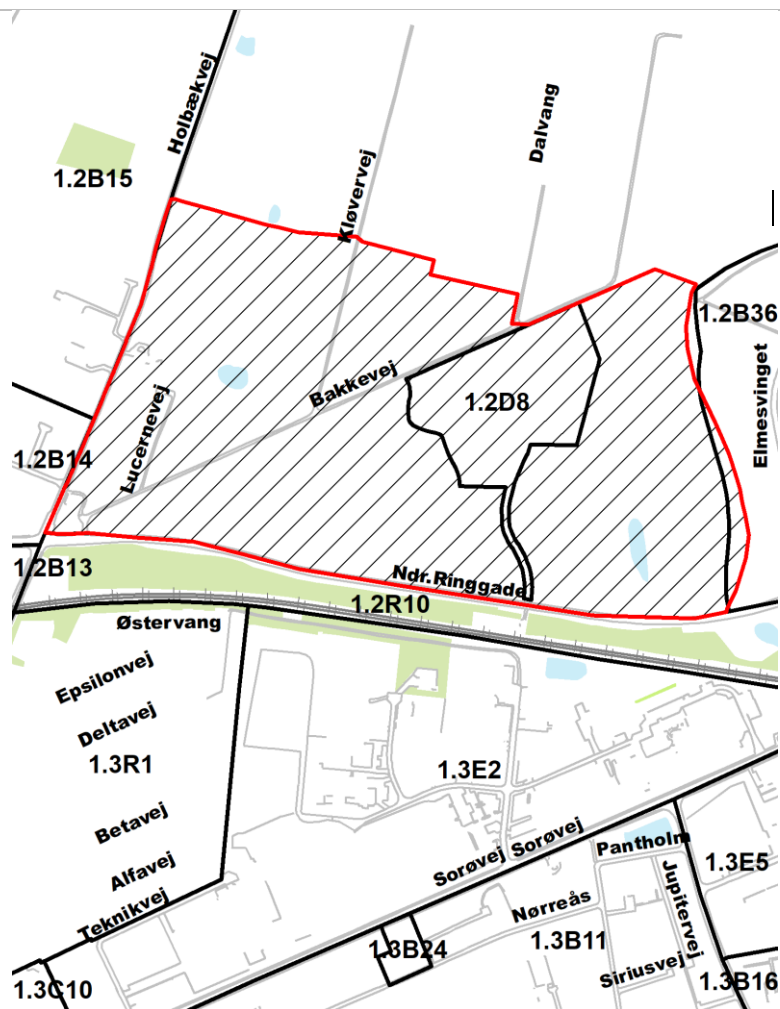 Holbækvej
Dalvang
1.2B15
Kløvervej
1.2B36
Elmesvinget
Bakkevej
1.2D8
Lucernevej
1.2B14
1.2B13
Ndr.Ringgade
1.2R10
Østervang
Epsilonvej
Deltavej
1.3R1
1.3E2
Betavej
Alfavej
Sorøvej
Sorøvej
Pantholm
1.3E5
Teknikvej
Nørreås
Jupitervej
1.3B24
1.3B11
Siriusvej
1.3B16
1.3C10